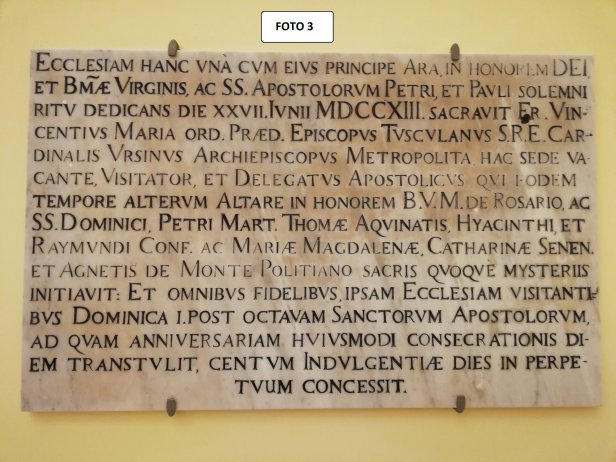 FOTO 3
ECCLESIAM HANC VNÀ CVM EIVS PRINCIPE ARA, IN HONOREM DEI,
ET BM̃Æ VIRGINIS, AC SS. APOSTOLORVM PETRI, ET PAVLI SOLEMNI
RITV DEDICANS DIE XXVII. IVNII MDCCXIII. SACRAVIT FR. VIN-
CENTIVS MARIA ORD. PRÆD. EPISCOPVS TVSCVLANVS S.R.E. CAR-
DINALIS VRSINVS ARCHIEPISCOPVS METROPOLITA HAC SEDE VA-
CANTE, VISITATOR, ET DELEGATVS APOSTOLICVS QVI EODEM
TEMPORE ALTERVM ALTARE IN HONOREM B.V.M. DE ROSARIO, AC
SS. DOMINICI, PETRI MART. THOMÆ AQVINATIS, HYACINTHI, ET
RAYMVNDI CONF. AC MARIÆ MAGDALENÆ, CATHARINÆ SENEN.
ET AGNETIS DE MONTE POLITIANO SACRIS QVOQVE MYSTERIIS
INITIAVIT: ET OMNIBVS FIDELIBVS, IPSAM ECCLESIAM VISITANTI-
BVS DOMINICA I. POST OCTAVAM SANCTORVM APOSTOLORVM,
AD QVAM ANNIVERSARIAM HVIVSMODI CONSECRATIONIS DI-
EM TRANSTVLIT, CENTVM INDVLGENTIÆ DIES IN PERPE-
TVVM CONCESSIT.